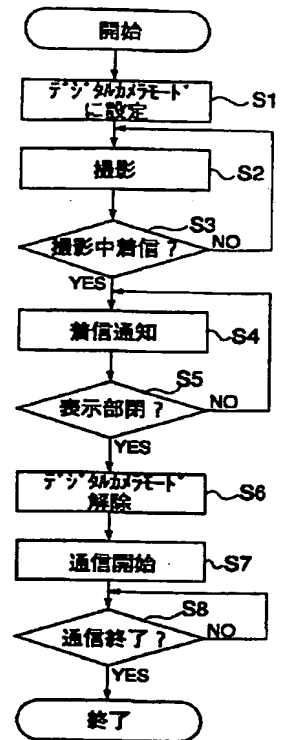 開始
ﾃﾞｼﾞﾀﾙｶﾒﾗﾓｰﾄﾞ
に設定
S1
撮影
S2
撮影中着信？
S3
NO
YES
着信通知
S4
表示部閉？
S5
NO
YES
ﾃﾞｼﾞﾀﾙｶﾒﾗﾓｰﾄﾞ
解除
S6
通信開始
S7
通信終了？
S8
NO
YES
終了